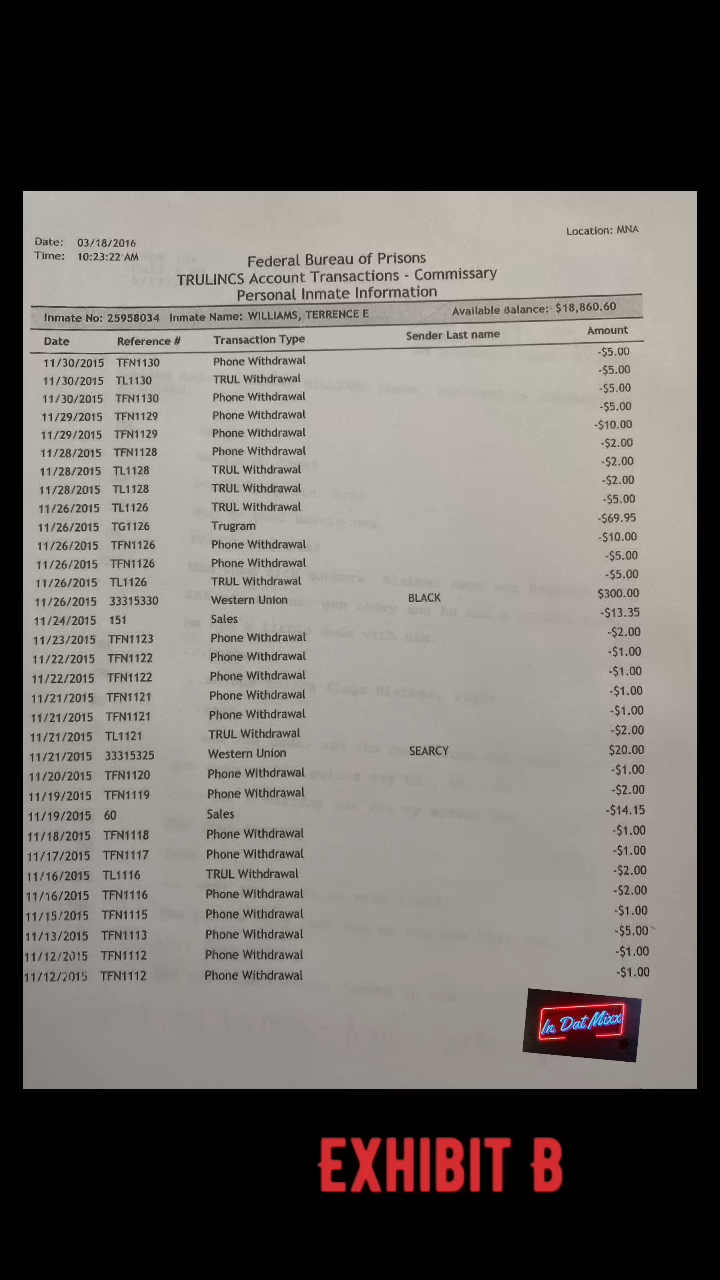 Location: MNA
Date: 03/18/2016
Time: 10:23:22 AM
Federal Bureau of Prisons
TRULINCS Account Transactions - Commissary
Personal Inmate Information
Inmate No: 25958034 Inmate Name: WILLIAMS, TERRENCE E Available Balance: $18,860.60
Date Reference # Transaction Type Sender Last name Amount
11/30/2015 TFN1130 Phone Withdrawal -$5.00
11/30/2015 TL1130 TRUL Withdrawal -$5.00
11/30/2015 TFN1130 Phone Withdrawal -$5.00
11/29/2015 TFN1129 Phone Withdrawal -$5.00
11/29/2015 TFN1129 Phone Withdrawal -$10.00
11/28/2015 TFN1128 Phone Withdrawal -$2.00
11/28/2015 TL1128 TRUL Withdrawal -$2.00
11/28/2015 TL1128 TRUL Withdrawal -$2.00
11/26/2015 TL1126 TRUL Withdrawal -$5.00
11/26/2015 TG1126 Trugram -$69.95
11/26/2015 TFN1126 Phone Withdrawal -$10.00
11/26/2015 TFN1126 Phone Withdrawal -$5.00
11/26/2015 TL1126 TRUL Withdrawal -$5.00
11/26/2015 33315330 Western Union BLACK $300.00
11/24/2015 151 Sales -$13.35
11/23/2015 TFN1123 Phone Withdrawal -$2.00
11/22/2015 TFN1122 Phone Withdrawal -$1.00
11/22/2015 TFN1122 Phone Withdrawal -$1.00
11/21/2015 TFN1121 Phone Withdrawal -$1.00
11/21/2015 TFN1121 Phone Withdrawal -$1.00
11/21/2015 TL1121 TRUL Withdrawal -$2.00
11/21/2015 33315325 Western Union SEARCY $20.00
11/20/2015 TFN1120 Phone Withdrawal -$1.00
11/19/2015 TFN1119 Phone Withdrawal -$2.00
11/19/2015 60 Sales -$14.15
11/18/2015 TFN1118 Phone Withdrawal -$1.00
11/17/2015 TFN1117 Phone Withdrawal -$1.00
11/16/2015 TL1116 TRUL Withdrawal -$2.00
11/16/2015 TFN1116 Phone Withdrawal -$2.00
11/15/2015 TFN1115 Phone Withdrawal -$1.00
11/13/2015 TFN1113 Phone Withdrawal -$5.00
11/12/2015 TFN1112 Phone Withdrawal -$1.00
11/12/2015 TFN1112 Phone Withdrawal -$1.00
In Dat Mixx
EXHIBIT B